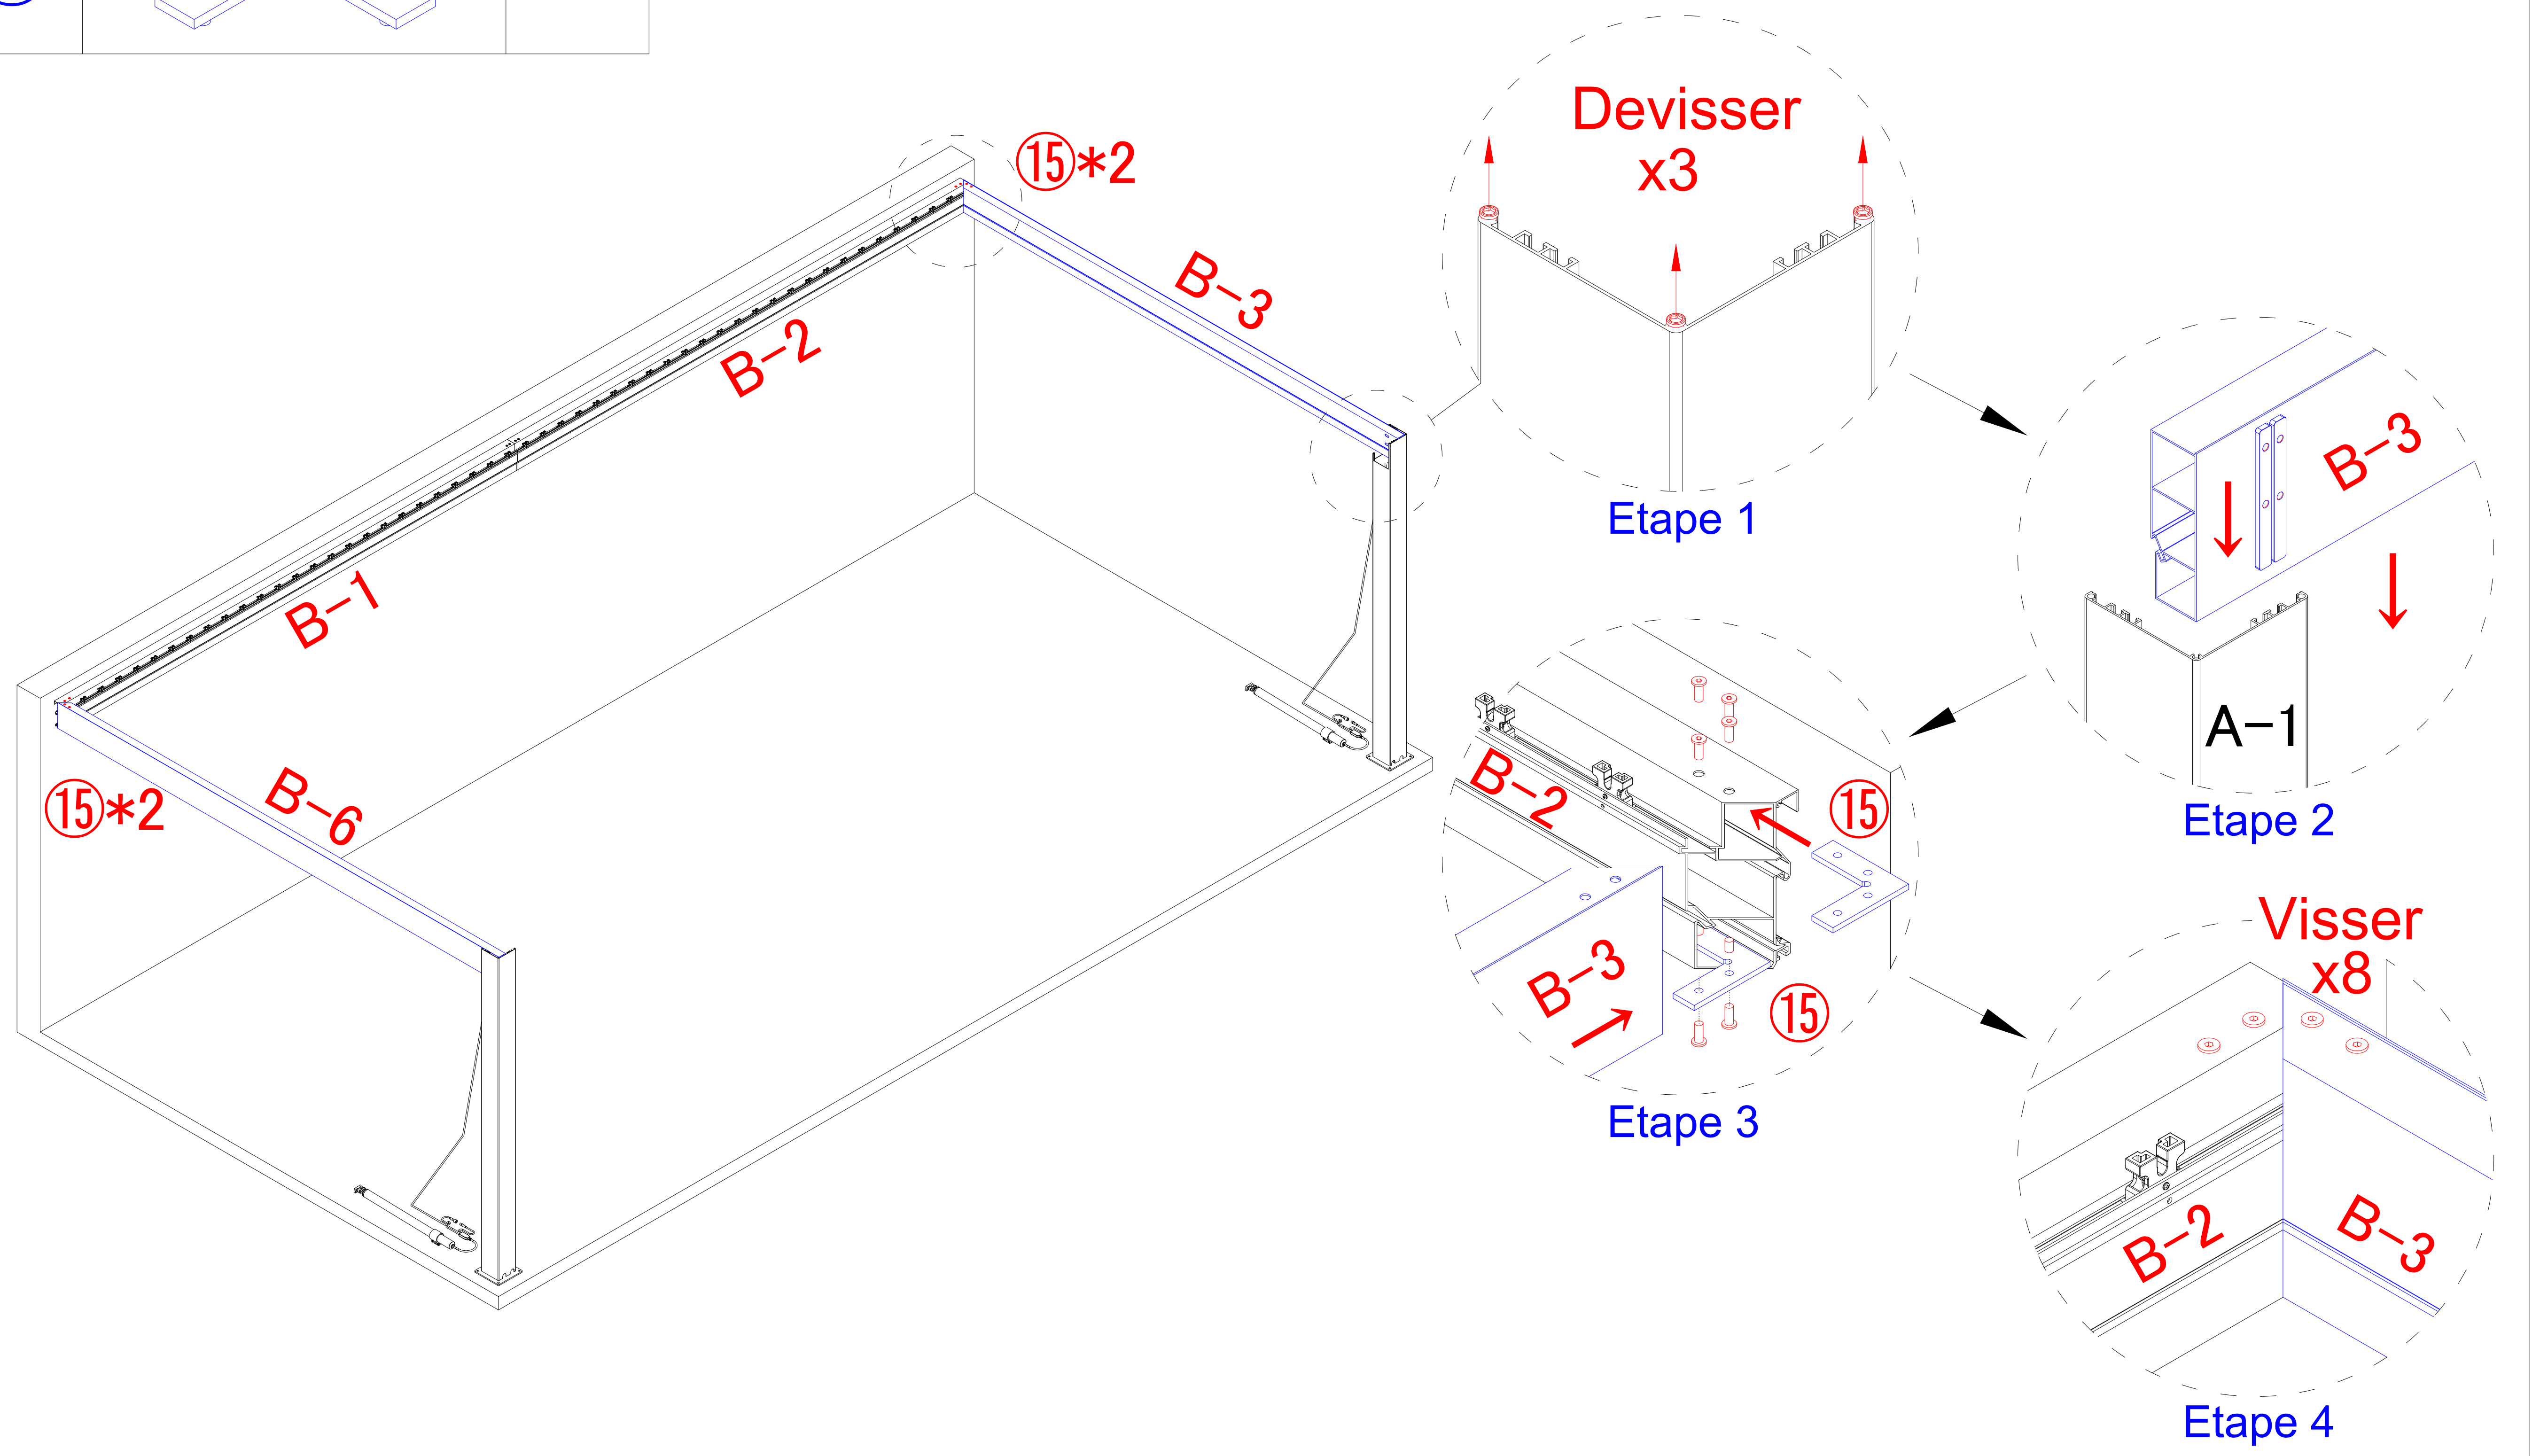 ⑮*2
B-3
B-2
B-1
⑮*2
B-6
Devisser
x3
Etape 1
B-3
A-1
Etape 2
B-2
⑮
B-3
⑮
Etape 3
Visser
x8
B-2
B-3
Etape 4